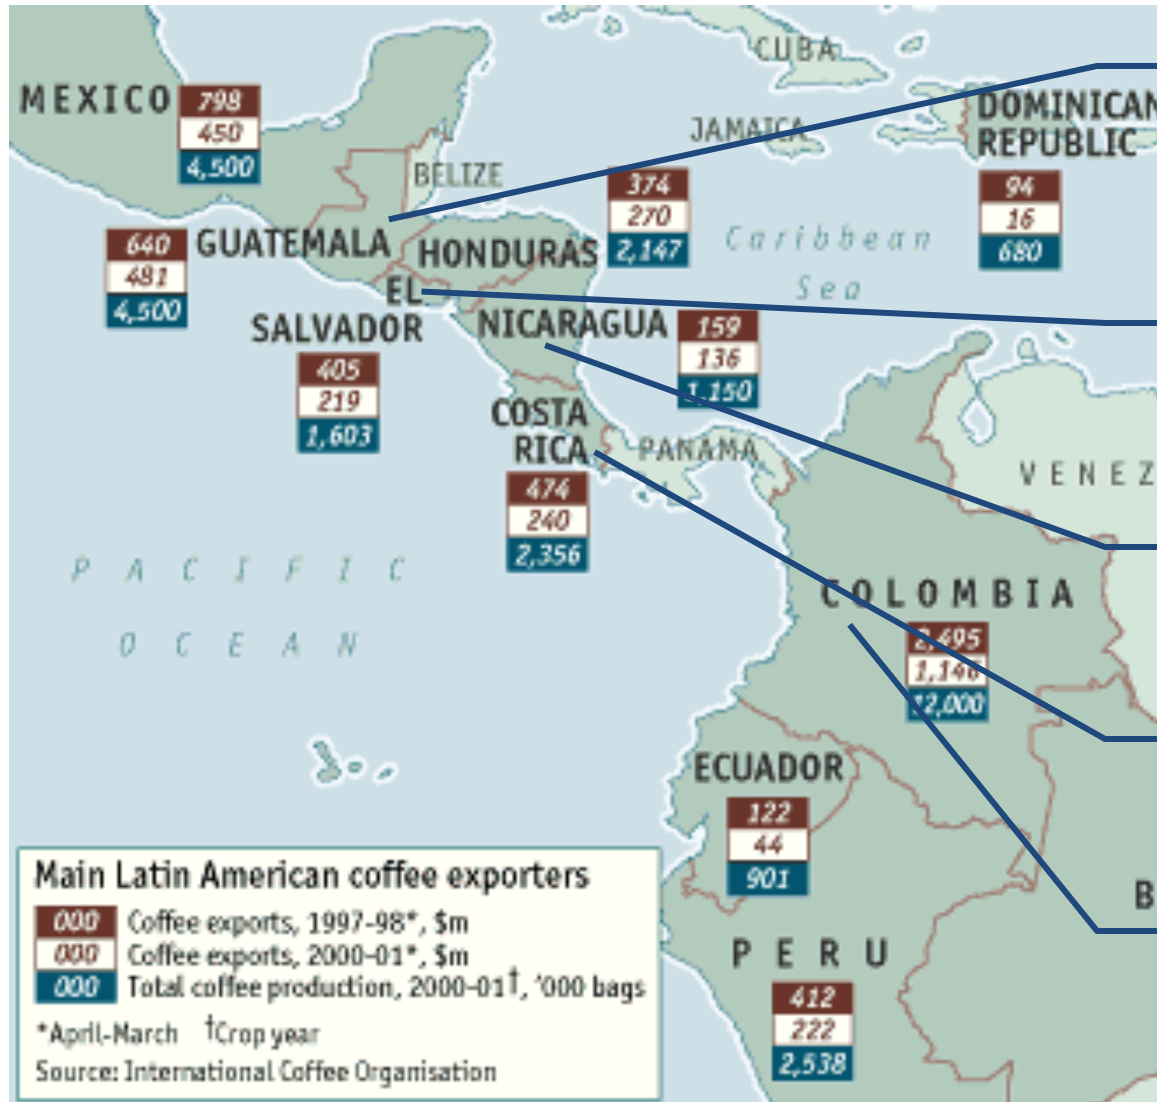 CUBA
MEXICO
798
450
4,500
DOMINICAN
REPUBLIC
94
16
680
JAMAICA
BELIZE
374
270
2,147
Caribbean
Sea
640
481
4,500
GUATEMALA
HONDURAS
EL
SALVADOR
405
219
1,603
NICARAGUA
159
136
1,150
COSTA
RICA
474
240
2,356
PANAMA
VENEZ
PACIFIC
OCEAN
COLOMBIA
2,495
1,146
12,000
ECUADOR
122
44
901
B
PERU
412
222
2,538
Main Latin American coffee exporters
000 Coffee exports, 1997-98*, $m
000 Coffee exports, 2000-01*, $m
000 Total coffee production, 2000-01†, '000 bags
*April-March †Crop year
Source: International Coffee Organisation